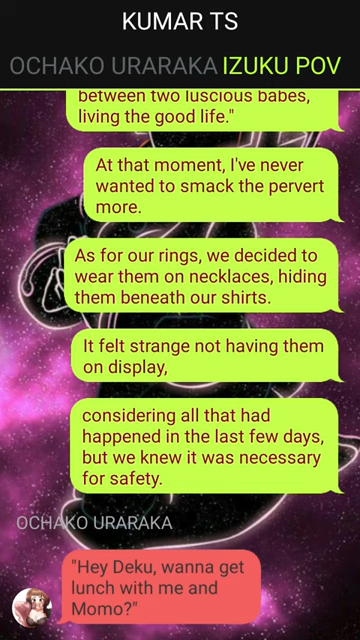 KUMAR TS
OCHAKO URARAKA IZUKU POV
between two luscious babes,
living the good life."
At that moment, I've never
wanted to smack the pervert
more.
As for our rings, we decided to
wear them on necklaces, hiding
them beneath our shirts.
It felt strange not having them
on display,
considering all that had
happened in the last few days,
but we knew it was necessary
for safety.
OCHAKO URARAKA
"Hey Deku, wanna get
lunch with me and
Momo?"